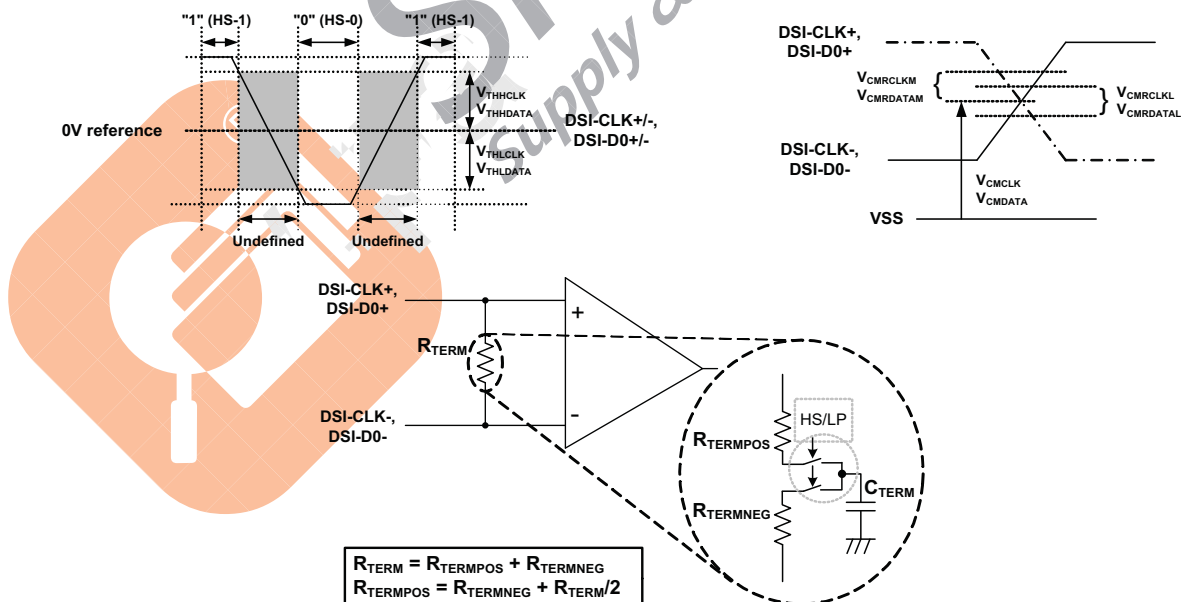 "1" (HS-1) "0" (HS-0) "1" (HS-1)
VTHHCLK
VTHHDATA
0V reference
DSI-CLK+/-,
DSI-D0+/-
VTHLCLK
VTHLDATA
Undefined Undefined
DSI-CLK+,
DSI-D0+
VCMRCLKM
VCMRDATAM
VCMRCLKL
VCMRDATAL
DSI-CLK-,
DSI-D0-
VCMCLK
VCMDATA
VSS
Supply
DSI-CLK+,
DSI-D0+
+
RTERM
DSI-CLK-,
DSI-D0-
-
HS/LP
RTERMPOS
CTERM
RTERMNEG
RTERM = RTERMPOS + RTERMNEG
RTERMPOS = RTERMNEG + RTERM/2